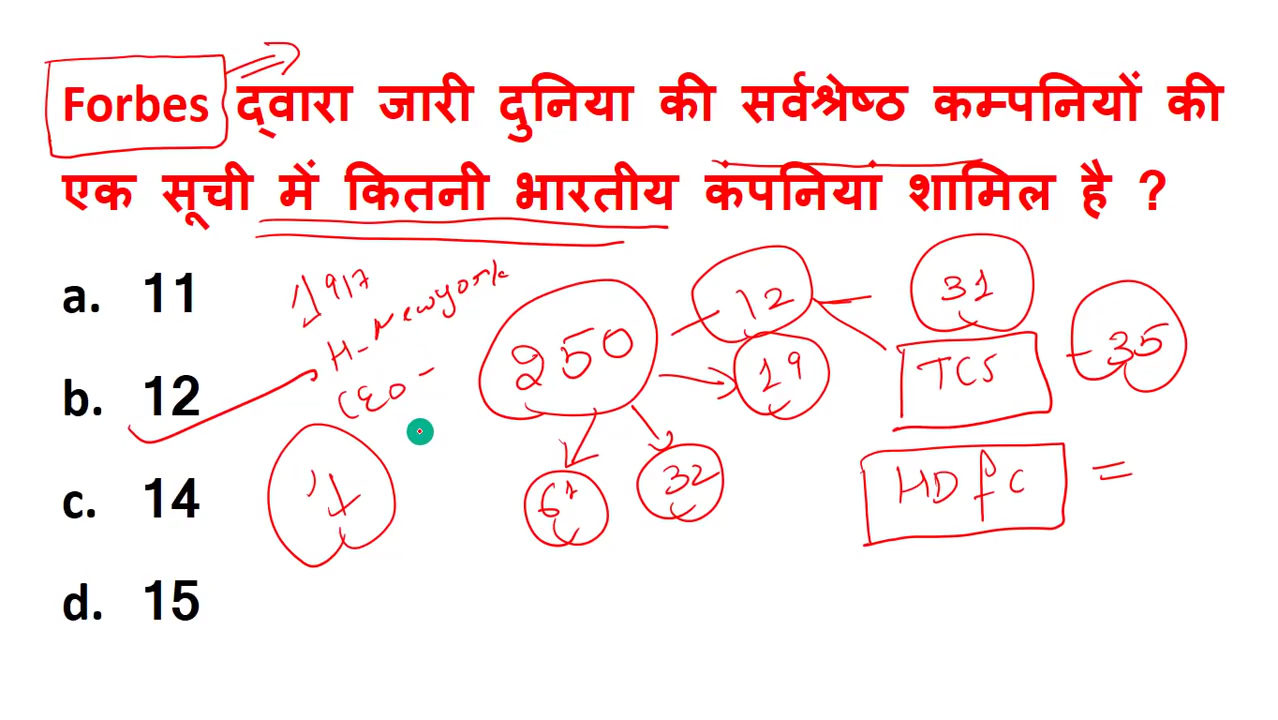 Forbes द्वारा जारी दुनिया की सर्वश्रेष्ठ कम्पनियों की
एक सूची में कितनी भारतीय कंपनियां शामिल है ?
a. 11
b. 12
c. 14
d. 15
1917
H-Newyork
CEO -
250
- 12
19
31
TCS
- 35
61
32
HDfC =